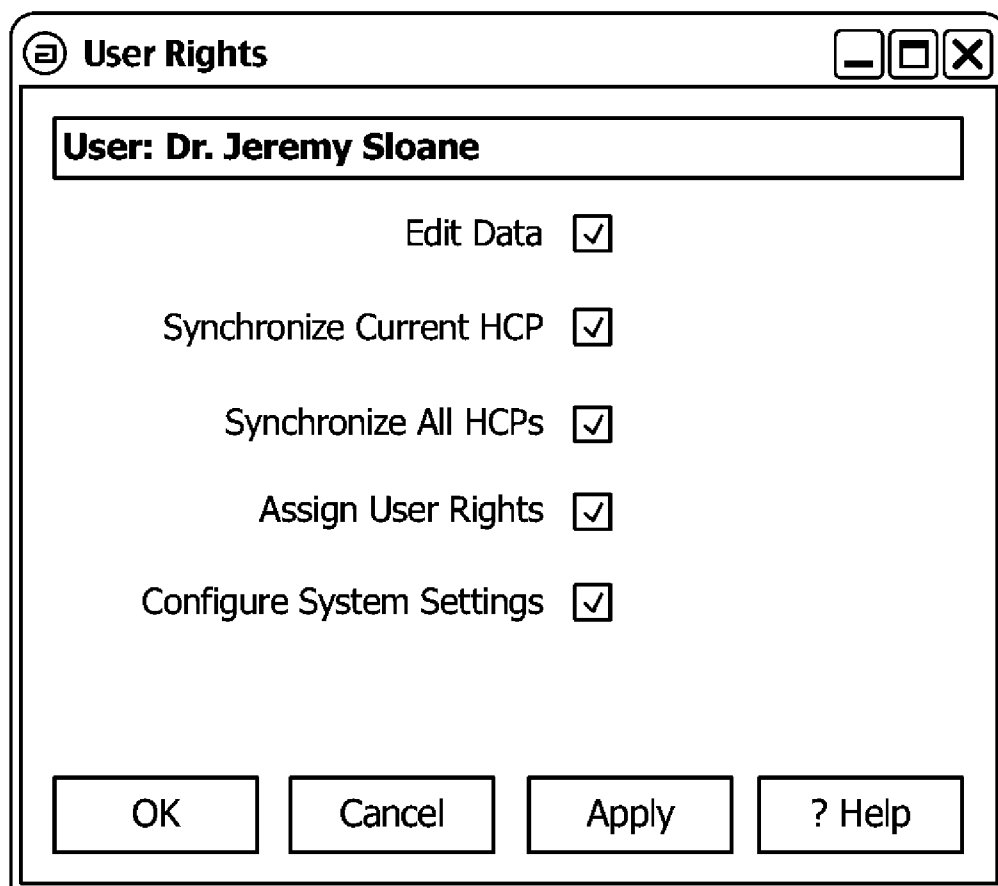 User Rights
User: Dr. Jeremy Sloane
Edit Data
Synchronize Current HCP
Synchronize All HCPs
Assign User Rights
Configure System Settings
OK Cancel Apply ? Help